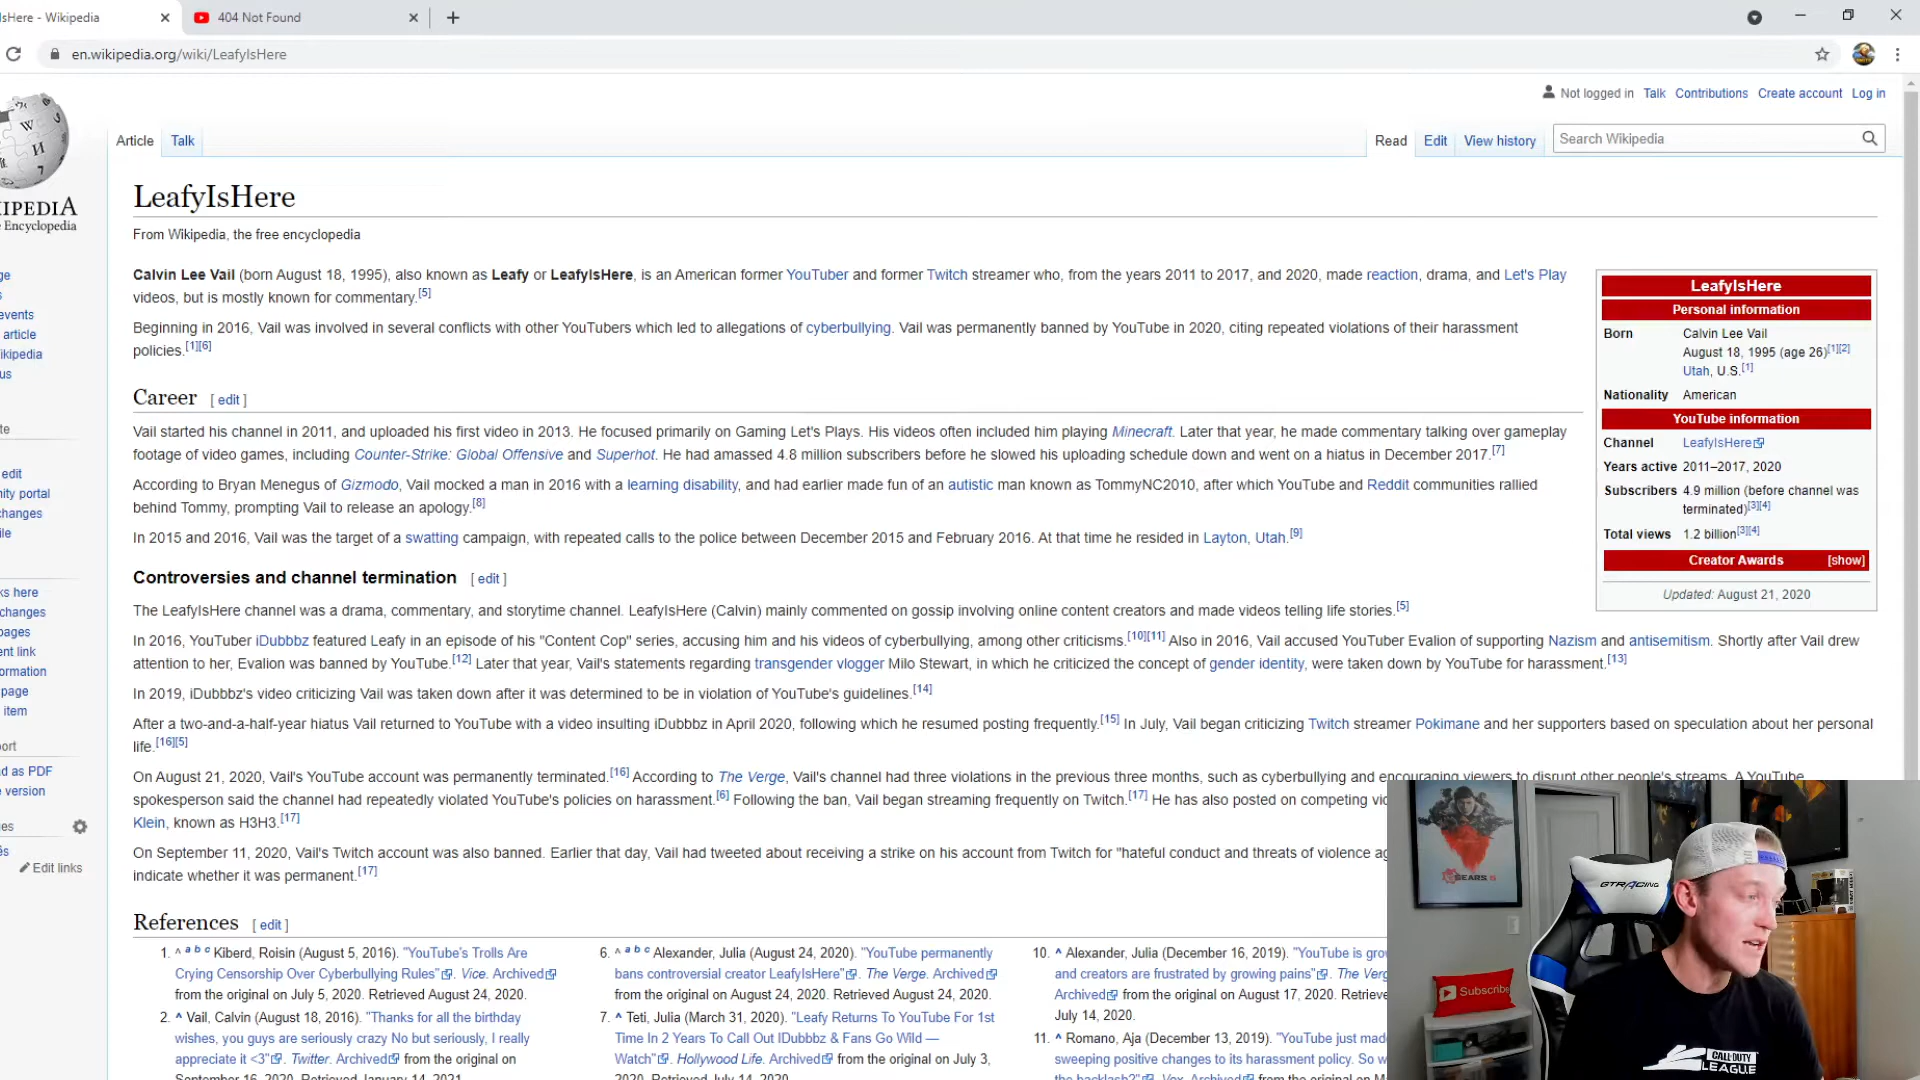 sHere - Wikipedia
404 Not Found
en.wikipedia.org/wiki/LeafyIsHere
Not logged in Talk Contributions Create account Log in
Article Talk
Read Edit View history
Search Wikipedia
IPEDIA
Encyclopedia
LeafyIsHere
From Wikipedia, the free encyclopedia
Calvin Lee Vail (born August 18, 1995), also known as Leafy or LeafyIsHere, is an American former YouTuber and former Twitch streamer who, from the years 2011 to 2017, and 2020, made reaction, drama, and Let's Play
videos, but is mostly known for commentary.[5]
Beginning in 2016, Vail was involved in several conflicts with other YouTubers which led to allegations of cyberbullying. Vail was permanently banned by YouTube in 2020, citing repeated violations of their harassment
policies.[1][6]
Career [ edit ]
Vail started his channel in 2011, and uploaded his first video in 2013. He focused primarily on Gaming Let's Plays. His videos often included him playing Minecraft. Later that year, he made commentary talking over gameplay
footage of video games, including Counter-Strike: Global Offensive and Superhot. He had amassed 4.8 million subscribers before he slowed his uploading schedule down and went on a hiatus in December 2017.[7]
According to Bryan Menegus of Gizmodo, Vail mocked a man in 2016 with a learning disability, and had earlier made fun of an autistic man known as TommyNC2010, after which YouTube and Reddit communities rallied
behind Tommy, prompting Vail to release an apology.[8]
In 2015 and 2016, Vail was the target of a swatting campaign, with repeated calls to the police between December 2015 and February 2016. At that time he resided in Layton, Utah.[9]
Controversies and channel termination [ edit ]
The LeafyIsHere channel was a drama, commentary, and storytime channel. LeafyIsHere (Calvin) mainly commented on gossip involving online content creators and made videos telling life stories.[5]
In 2016, YouTuber iDubbbz featured Leafy in an episode of his "Content Cop" series, accusing him and his videos of cyberbullying, among other criticisms.[10][11] Also in 2016, Vail accused YouTuber Evalion of supporting Nazism and antisemitism. Shortly after Vail drew
attention to her, Evalion was banned by YouTube.[12] Later that year, Vail's statements regarding transgender vlogger Milo Stewart, in which he criticized the concept of gender identity, were taken down by YouTube for harassment.[13]
In 2019, iDubbbz's video criticizing Vail was taken down after it was determined to be in violation of YouTube's guidelines.[14]
After a two-and-a-half-year hiatus Vail returned to YouTube with a video insulting iDubbbz in April 2020, following which he resumed posting frequently.[15] In July, Vail began criticizing Twitch streamer Pokimane and her supporters based on speculation about her personal
life.[16][5]
On August 21, 2020, Vail's YouTube account was permanently terminated.[16] According to The Verge, Vail's channel had three violations in the previous three months, such as cyberbullying and encouraging viewers to disrupt other people's streams. A YouTube
spokesperson said the channel had repeatedly violated YouTube's policies on harassment.[6] Following the ban, Vail began streaming frequently on Twitch.[17] He has also posted on competing vi
Klein, known as H3H3.[17]
On September 11, 2020, Vail's Twitch account was also banned. Earlier that day, Vail had tweeted about receiving a strike on his account from Twitch for "hateful conduct and threats of violence ag
indicate whether it was permanent.[17]
LeafyIsHere
Personal information
Born Calvin Lee Vail
August 18, 1995 (age 26)[1][2]
Utah, U.S.[1]
Nationality American
YouTube information
Channel LeafyIsHere
Years active 2011–2017, 2020
Subscribers 4.9 million (before channel was
terminated)[3][4]
Total views 1.2 billion[3][4]
Creator Awards [show]
Updated: August 21, 2020
References [ edit ]
1. ^ a b c Kiberd, Roisin (August 5, 2016). "YouTube's Trolls Are
Crying Censorship Over Cyberbullying Rules". Vice. Archived
from the original on July 5, 2020. Retrieved August 24, 2020.
2. ^ Vail, Calvin (August 18, 2016). "Thanks for all the birthday
wishes, you guys are seriously crazy No but seriously, I really
appreciate it <3". Twitter. Archived from the original on
September 16, 2020. Retrieved January 14, 2021.
6. ^ a b c Alexander, Julia (August 24, 2020). "YouTube permanently
bans controversial creator LeafyIsHere". The Verge. Archived
from the original on August 24, 2020. Retrieved August 24, 2020.
7. ^ Teti, Julia (March 31, 2020). "Leafy Returns To YouTube For 1st
Time In 2 Years To Call Out IDubbbz & Fans Go Wild —
Watch". Hollywood Life. Archived from the original on July 3,
2020. Retrieved July 14, 2020.
10. ^ Alexander, Julia (December 16, 2019). "YouTube is gro
and creators are frustrated by growing pains". The Verg
Archived from the original on August 17, 2020. Retrieve
July 14, 2020.
11. ^ Romano, Aja (December 13, 2019). "YouTube just made
sweeping positive changes to its harassment policy. So w
the backlash?". Vox. Archived from the original on M
ge
s
events
article
ikipedia
us
te
edit
nity portal
changes
ile
ks here
changes
pages
ent link
ormation
page
item
ort
d as PDF
e version
es
és
Edit links
GEARS 5
GTRACING
Subscribe
CALL OF DUTY
LEAGUE